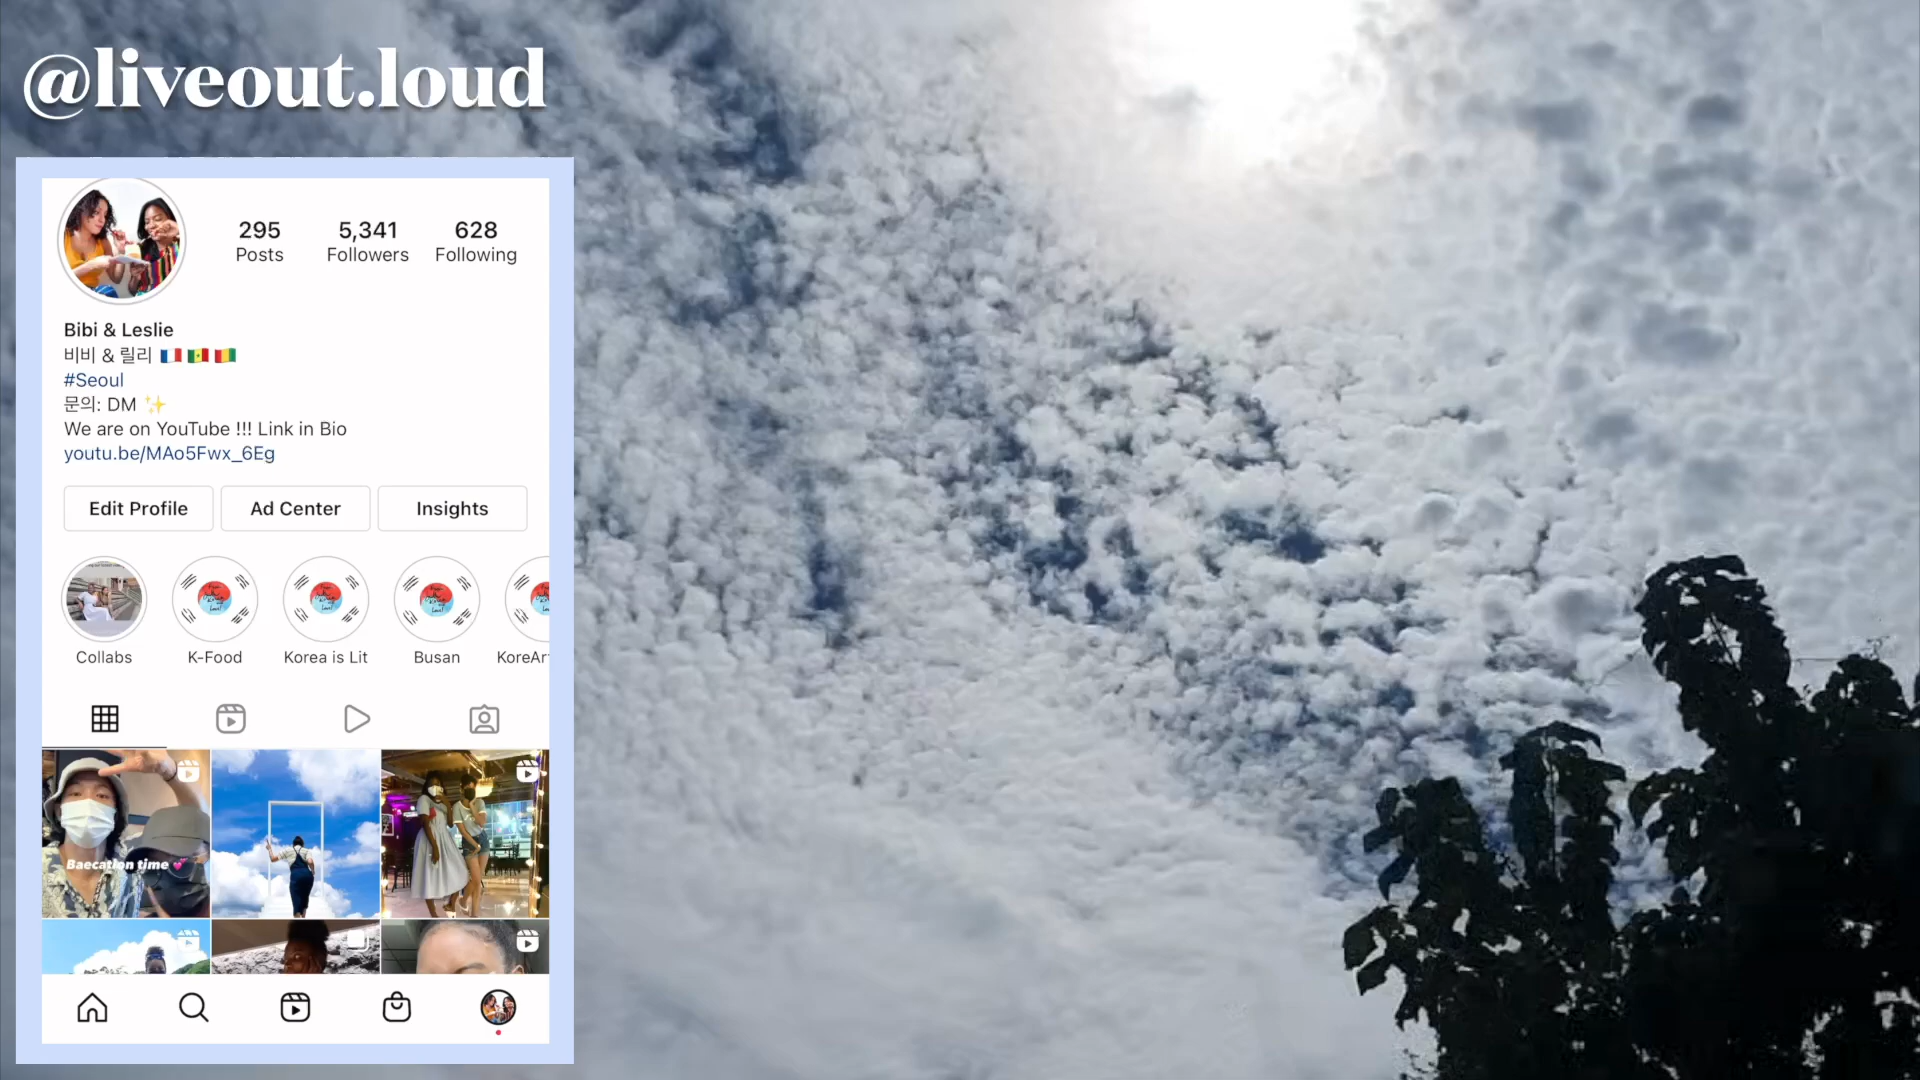 @liveout.loud
295 5,341 628
Posts Followers Following
Bibi & Leslie
비비 & 릴리 🇫🇷 🇸🇳 🇬🇳
#Seoul
문의: DM ✨
We are on YouTube !!! Link in Bio
youtu.be/MAo5Fwx_6Eg
Edit Profile Ad Center Insights
Collabs K-Food Korea is Lit Busan KoreAr
Baecation time 💕